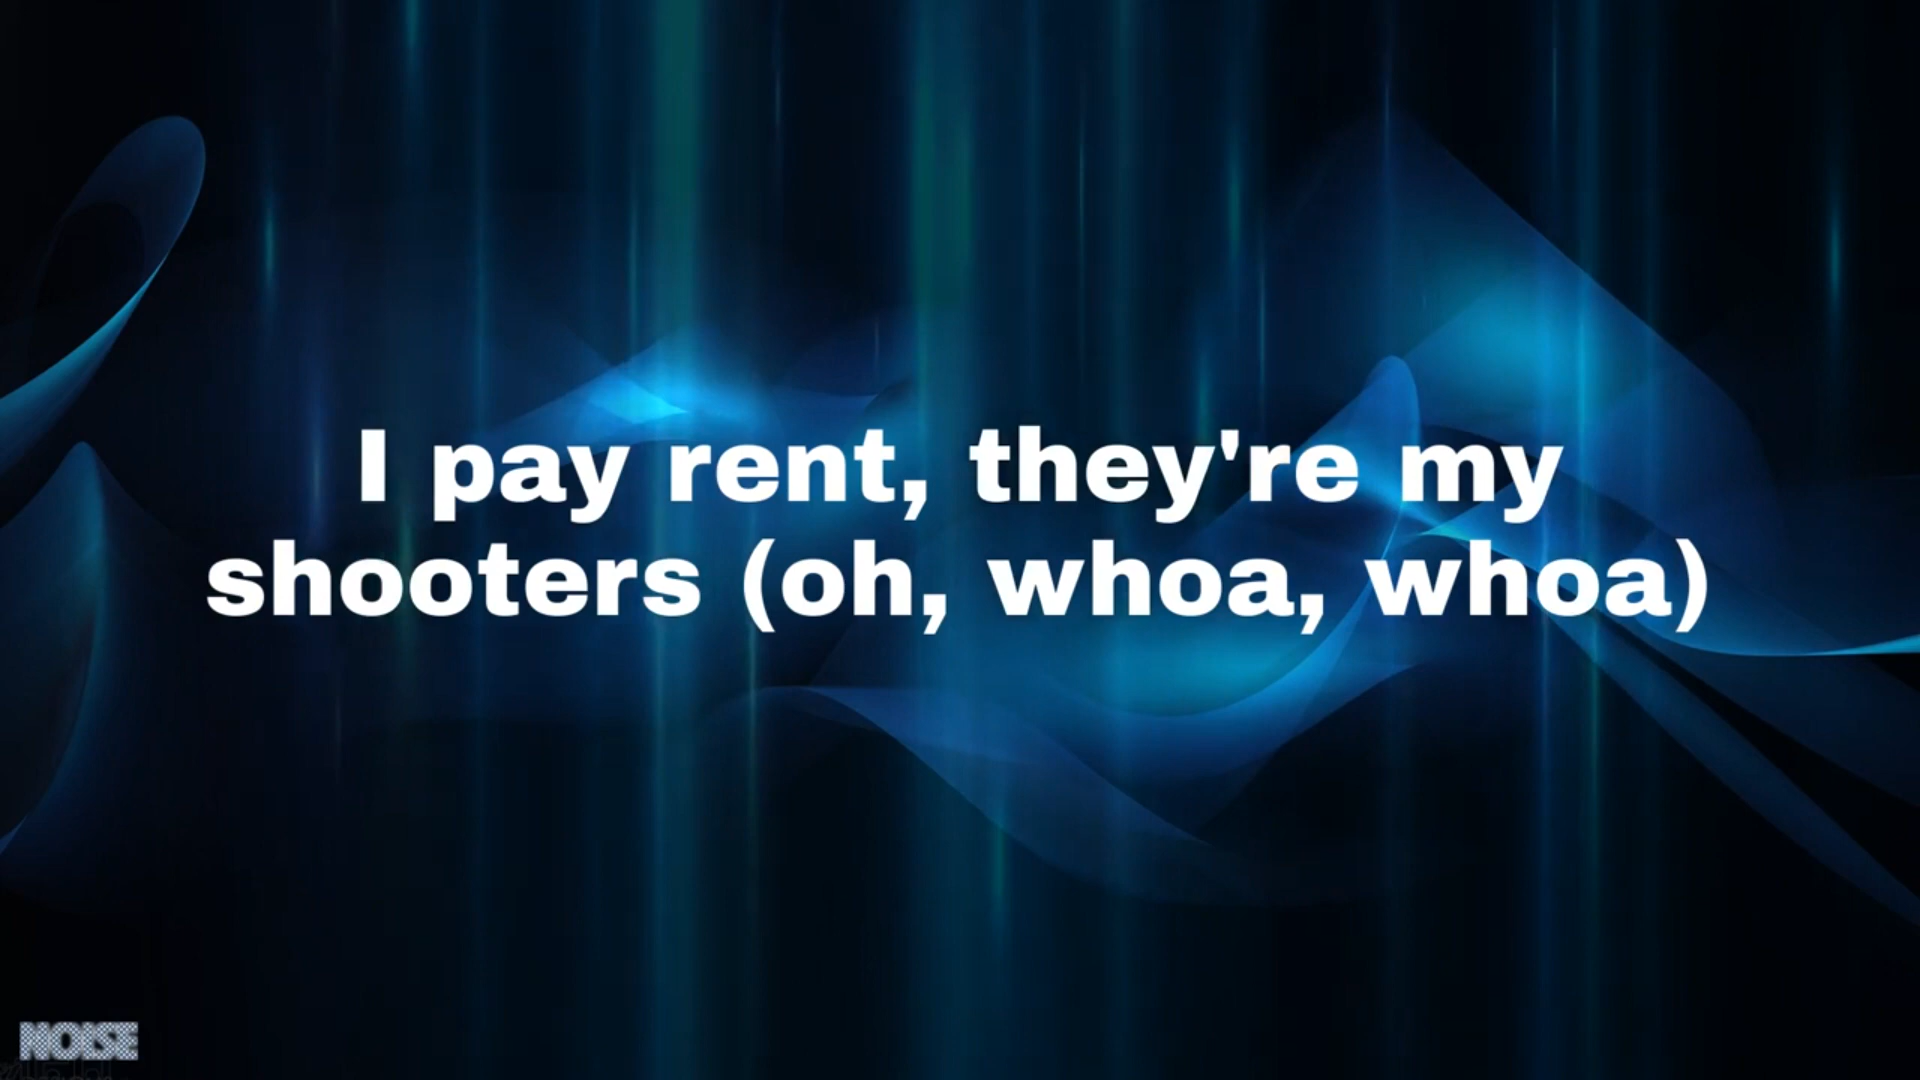 I pay rent, they're my
shooters (oh, whoa, whoa)
NOISE